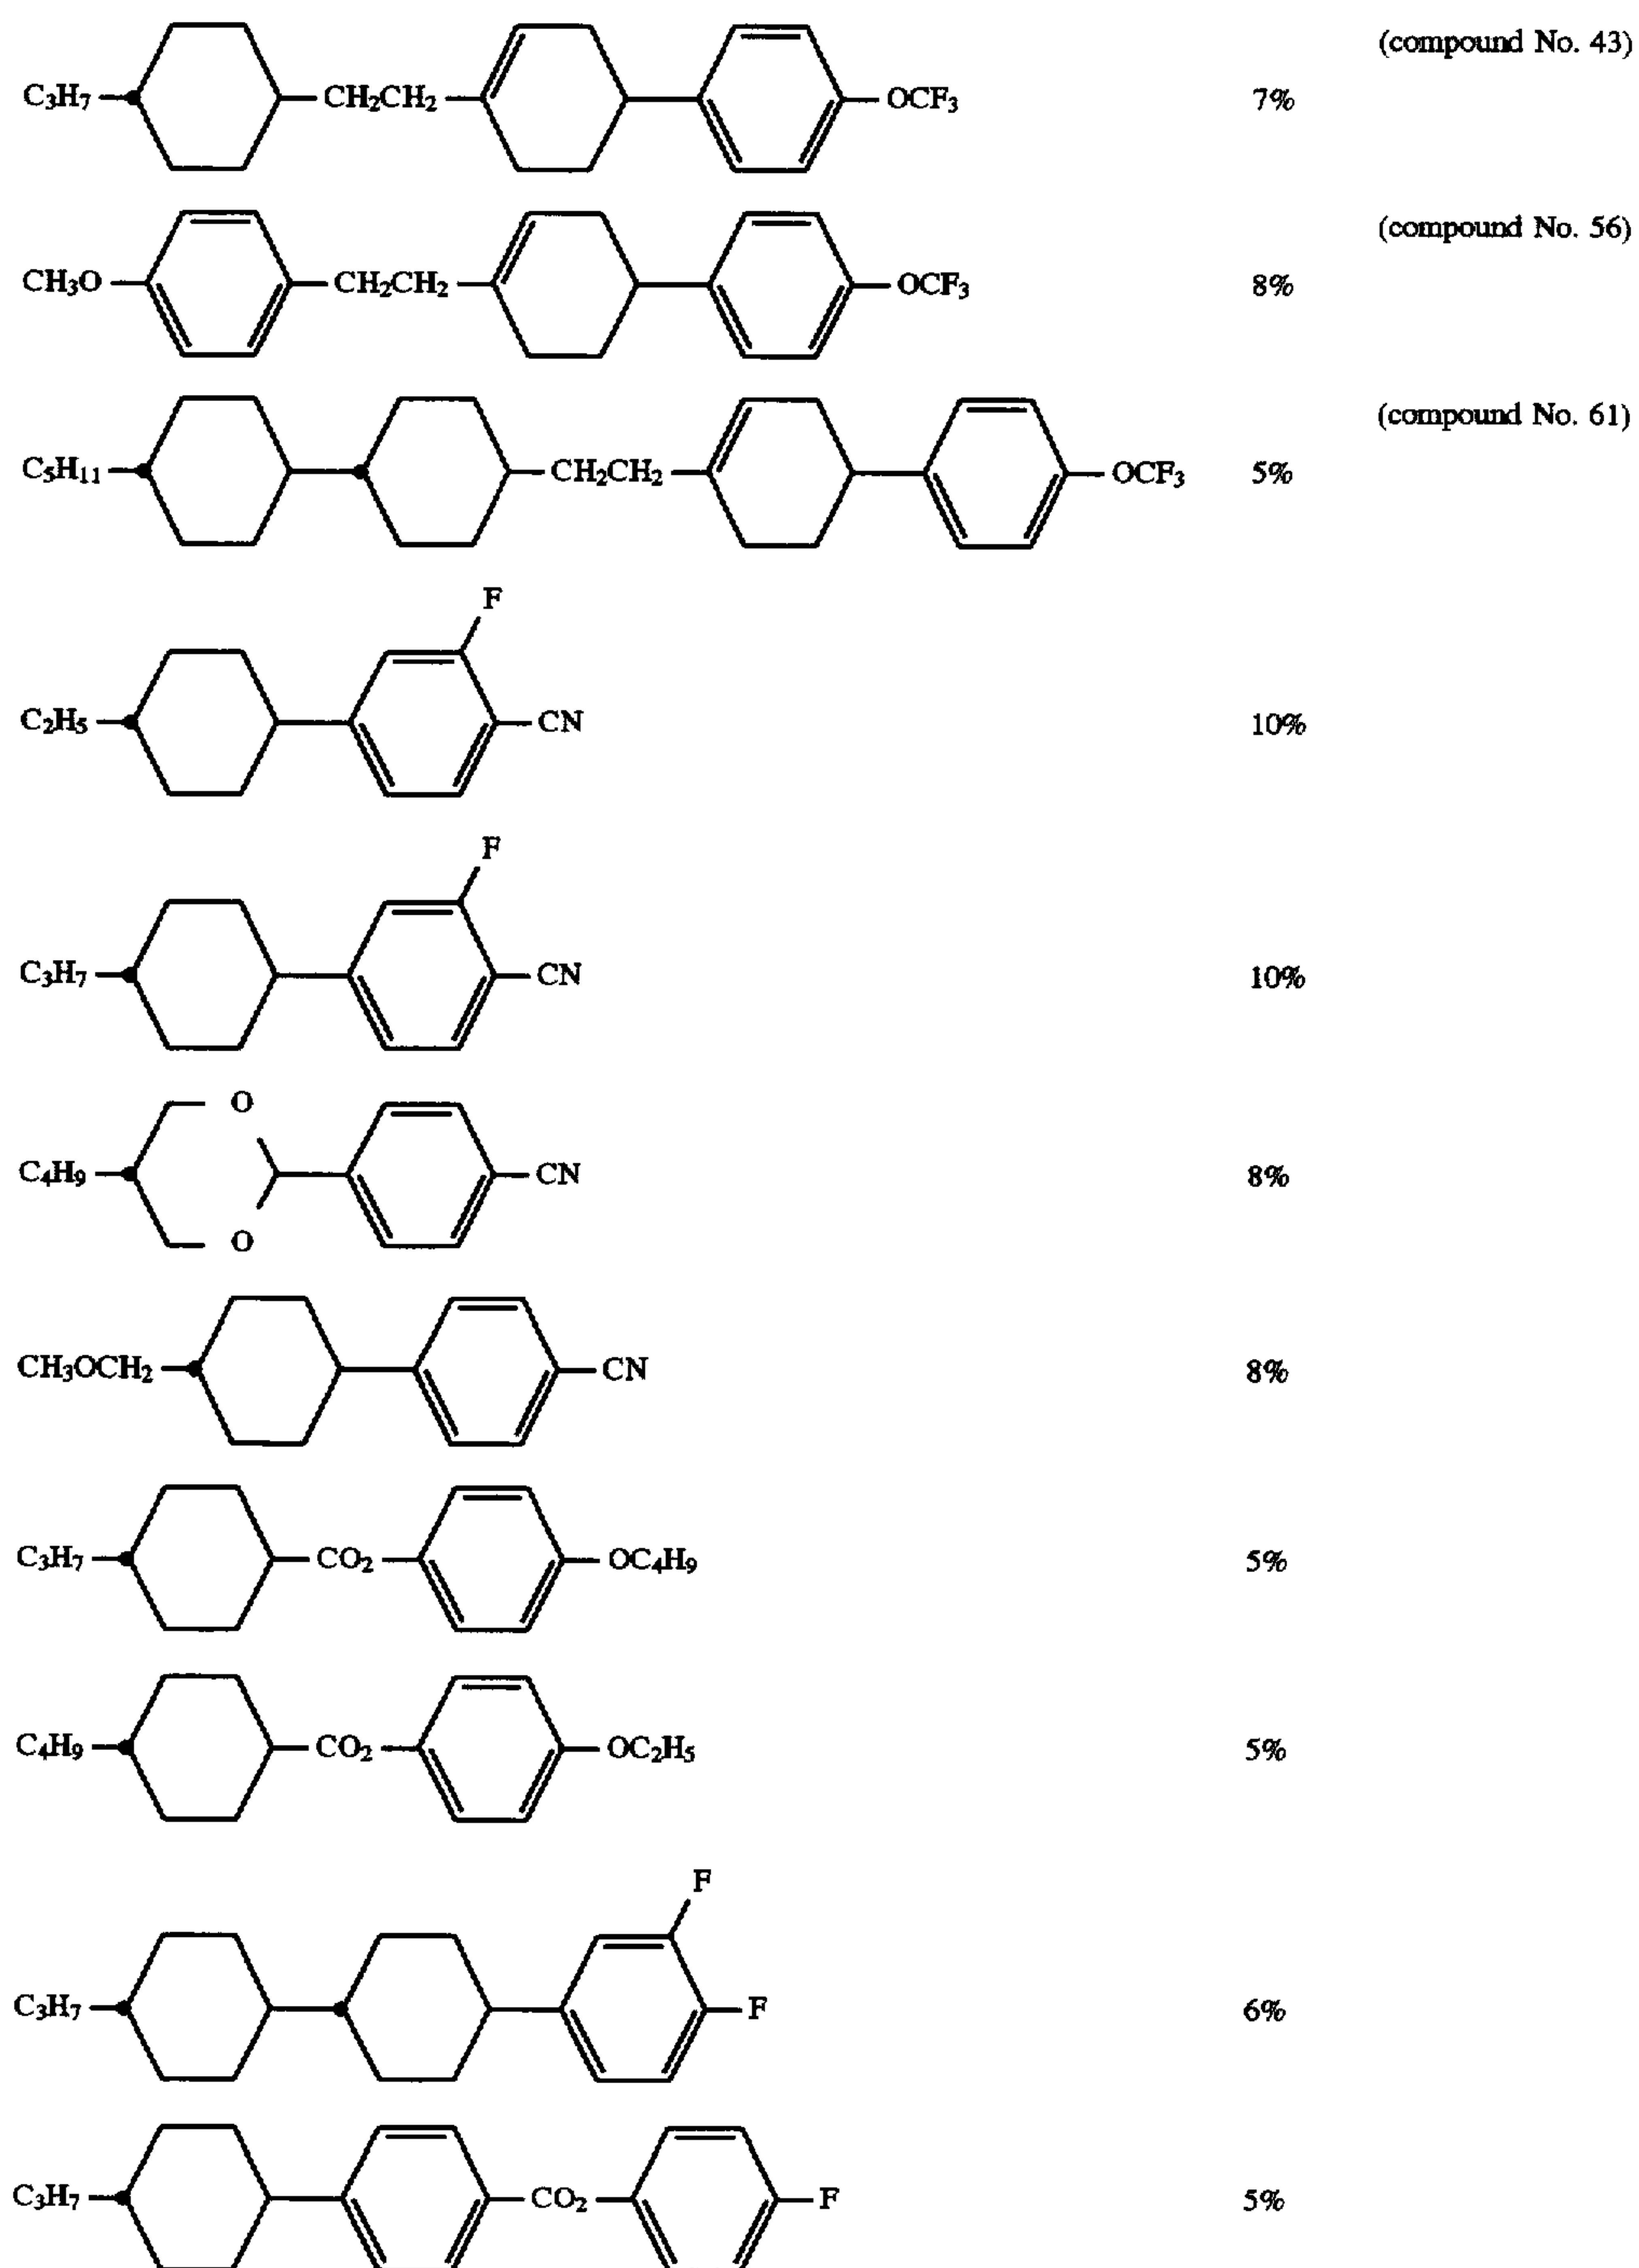 (compound No. 43)
C3H7 CH2CH2 OCF3 7%
(compound No. 56)
CH3O CH2CH2 OCF3 8%
(compound No. 61)
C5H11 CH2CH2 OCF3 5%
F
C2H5 CN 10%
F
C3H7 CN 10%
O
C4H9 CN 8%
O
CH3OCH2 CN 8%
C3H7 CO2 OC4H9 5%
C4H9 CO2 OC2H5 5%
F
C3H7 F 6%
C3H7 CO2 F 5%